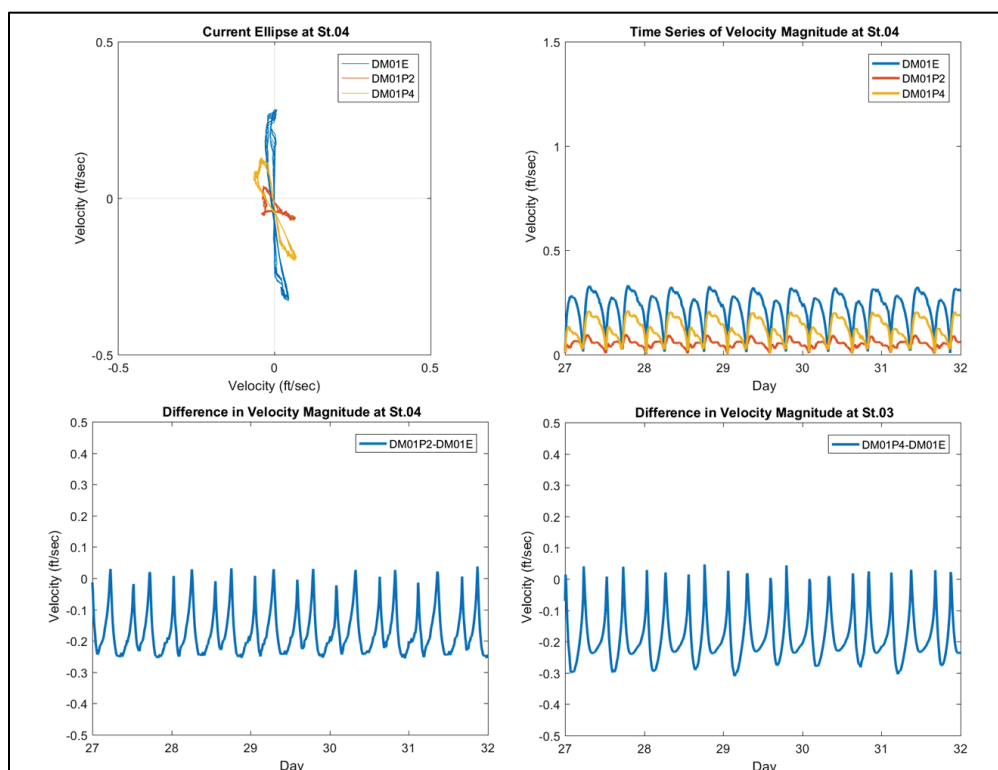 Current Ellipse at St.04
0.5
0
-0.5
Velocity (ft/sec)
DM01E
DM01P2
DM01P4
-0.5 0 0.5
Velocity (ft/sec)
Time Series of Velocity Magnitude at St.04
1.5
1
0.5
0
Velocity (ft/sec)
DM01E
DM01P2
DM01P4
27 28 29 30 31 32
Day
Difference in Velocity Magnitude at St.04
0.5
0.4
0.3
0.2
0.1
0
-0.1
-0.2
-0.3
-0.4
-0.5
Velocity (ft/sec)
DM01P2-DM01E
27 28 29 30 31 32
Day
Difference in Velocity Magnitude at St.03
0.5
0.4
0.3
0.2
0.1
0
-0.1
-0.2
-0.3
-0.4
-0.5
Velocity (ft/sec)
DM01P4-DM01E
27 28 29 30 31 32
Day